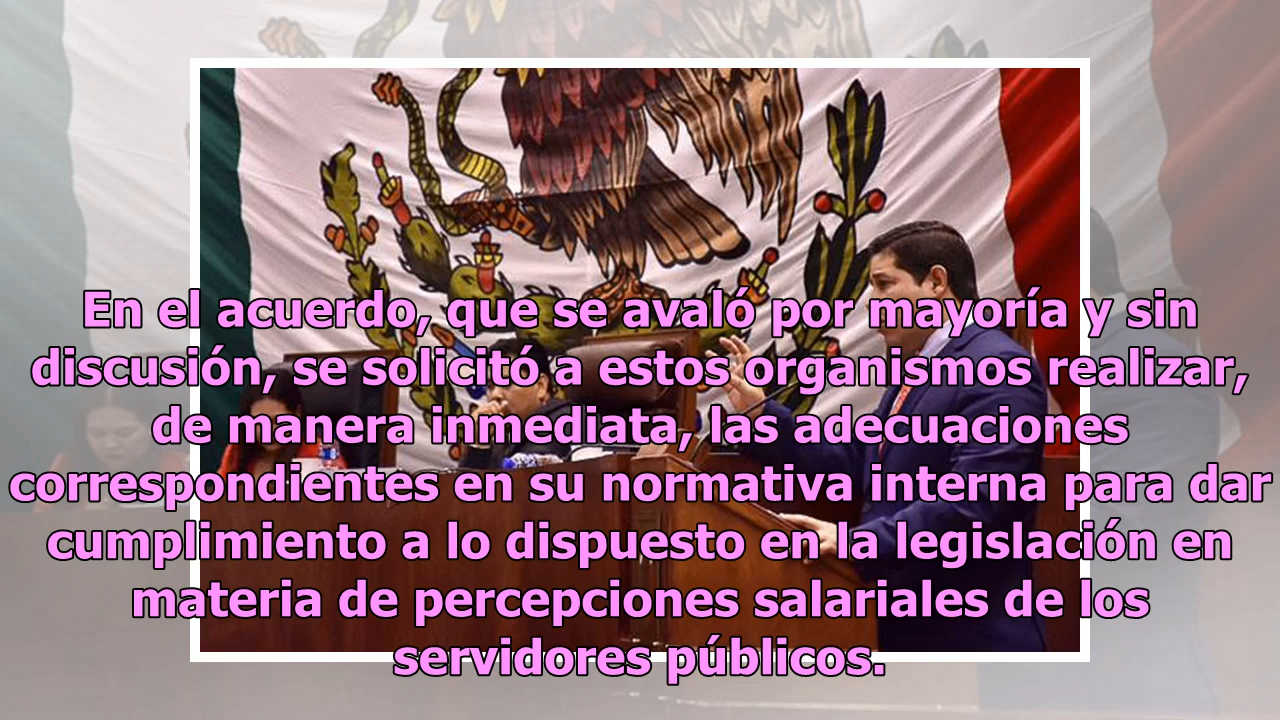 En el acuerdo, que se avaló por mayoría y sin
discusión, se solicitó a estos organismos realizar,
de manera inmediata, las adecuaciones
correspondientes en su normativa interna para dar
cumplimiento a lo dispuesto en la legislación en
materia de percepciones salariales de los
servidores públicos.